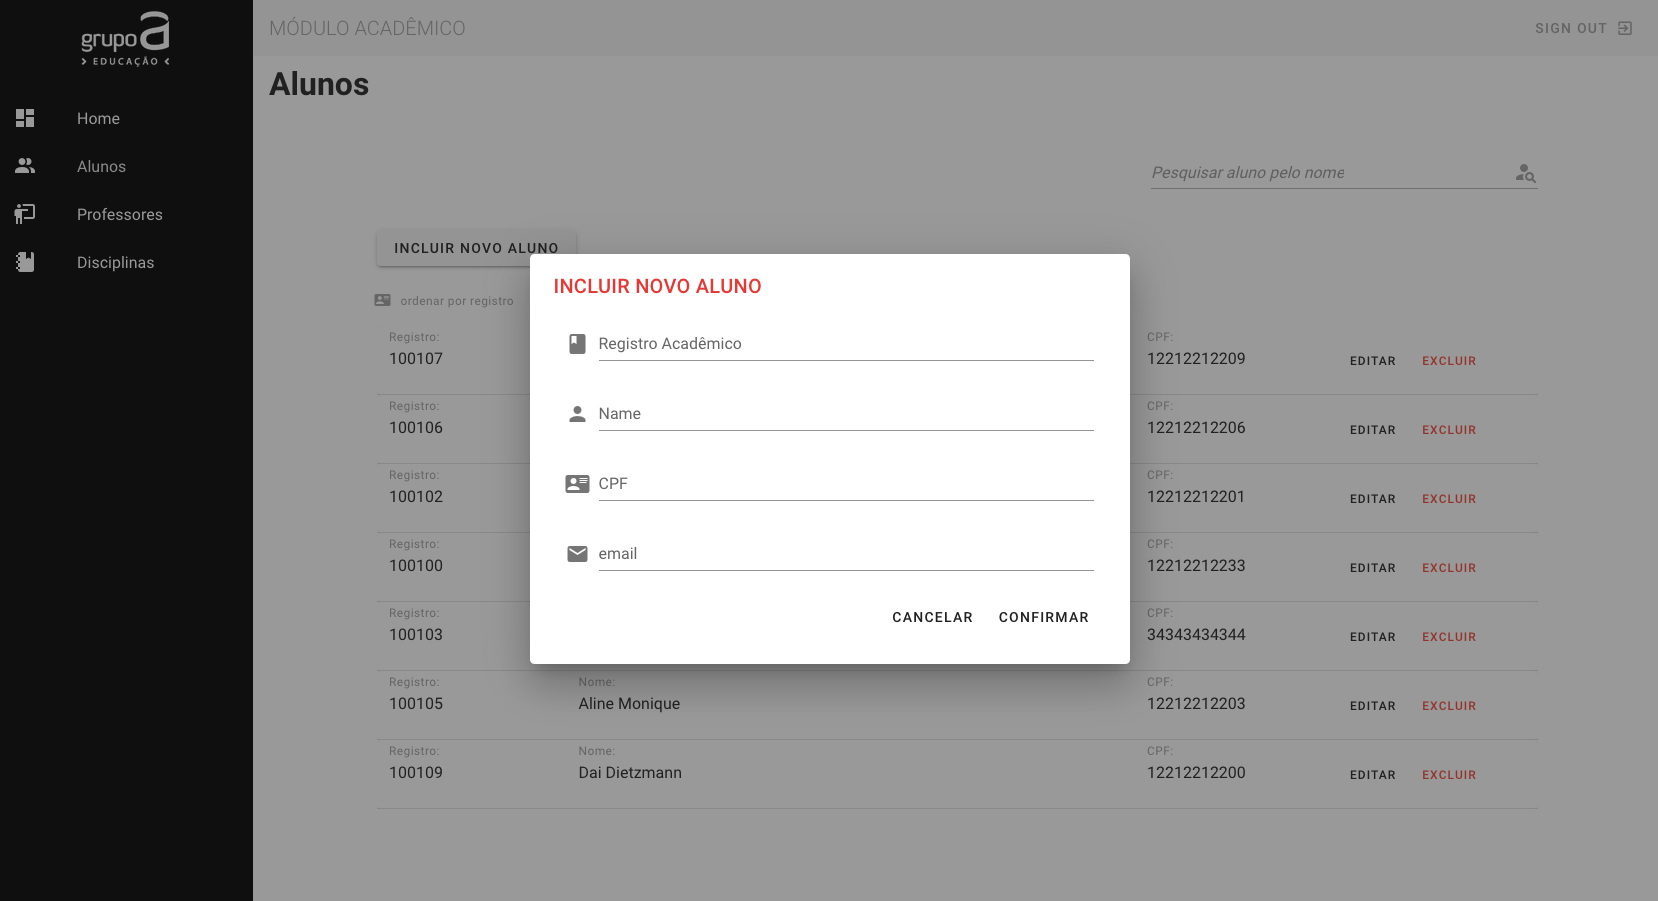 grupo a
> EDUCAÇÃO <
Home
Alunos
Professores
Disciplinas
MÓDULO ACADÊMICO
SIGN OUT
Alunos
Pesquisar aluno pelo nome
INCLUIR NOVO ALUNO
ordenar por registro
INCLUIR NOVO ALUNO
Registro Acadêmico
Name
CPF
email
CANCELAR CONFIRMAR
Registro: CPF:
100107 12212212209 EDITAR EXCLUIR
Registro: CPF:
100106 12212212206 EDITAR EXCLUIR
Registro: CPF:
100102 12212212201 EDITAR EXCLUIR
Registro: CPF:
100100 12212212233 EDITAR EXCLUIR
Registro: CPF:
100103 34343434344 EDITAR EXCLUIR
Registro: Nome: CPF:
100105 Aline Monique 12212212203 EDITAR EXCLUIR
Registro: Nome: CPF:
100109 Dai Dietzmann 12212212200 EDITAR EXCLUIR